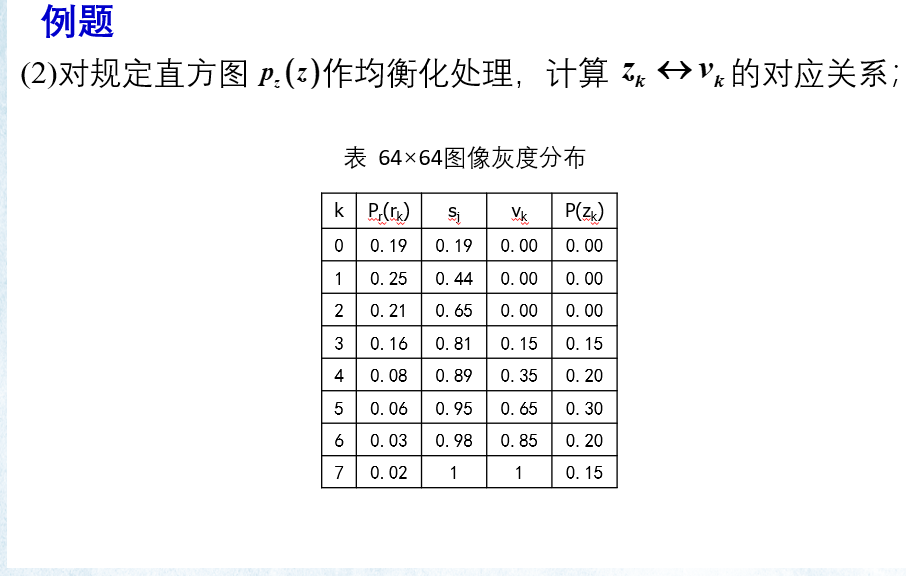 例题
(2)对规定直方图 p_z(z)作均衡化处理，计算 z_k ↔ v_k 的对应关系；
表 64×64图像灰度分布
k P_r(r_k) s_j v_k P(z_k)
0 0.19 0.19 0.00 0.00
1 0.25 0.44 0.00 0.00
2 0.21 0.65 0.00 0.00
3 0.16 0.81 0.15 0.15
4 0.08 0.89 0.35 0.20
5 0.06 0.95 0.65 0.30
6 0.03 0.98 0.85 0.20
7 0.02 1 1 0.15